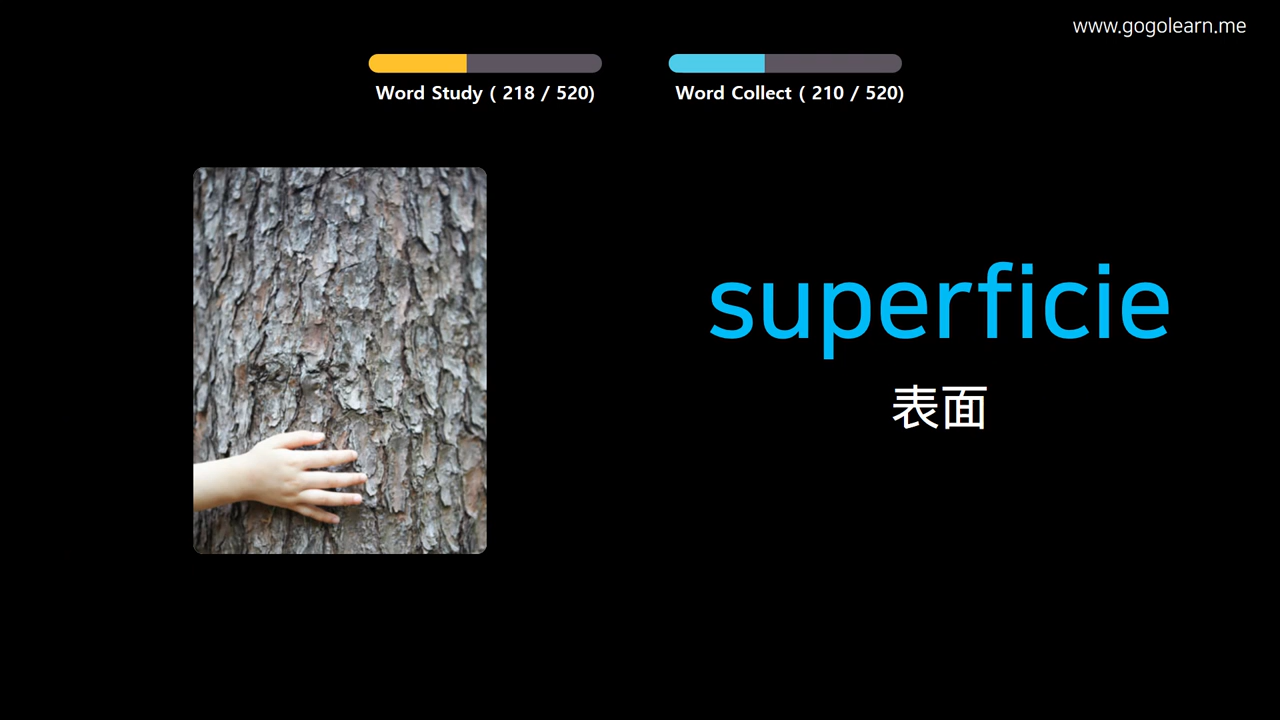 www.gogolearn.me
Word Study ( 218 / 520)
Word Collect ( 210 / 520)
superficie
表面